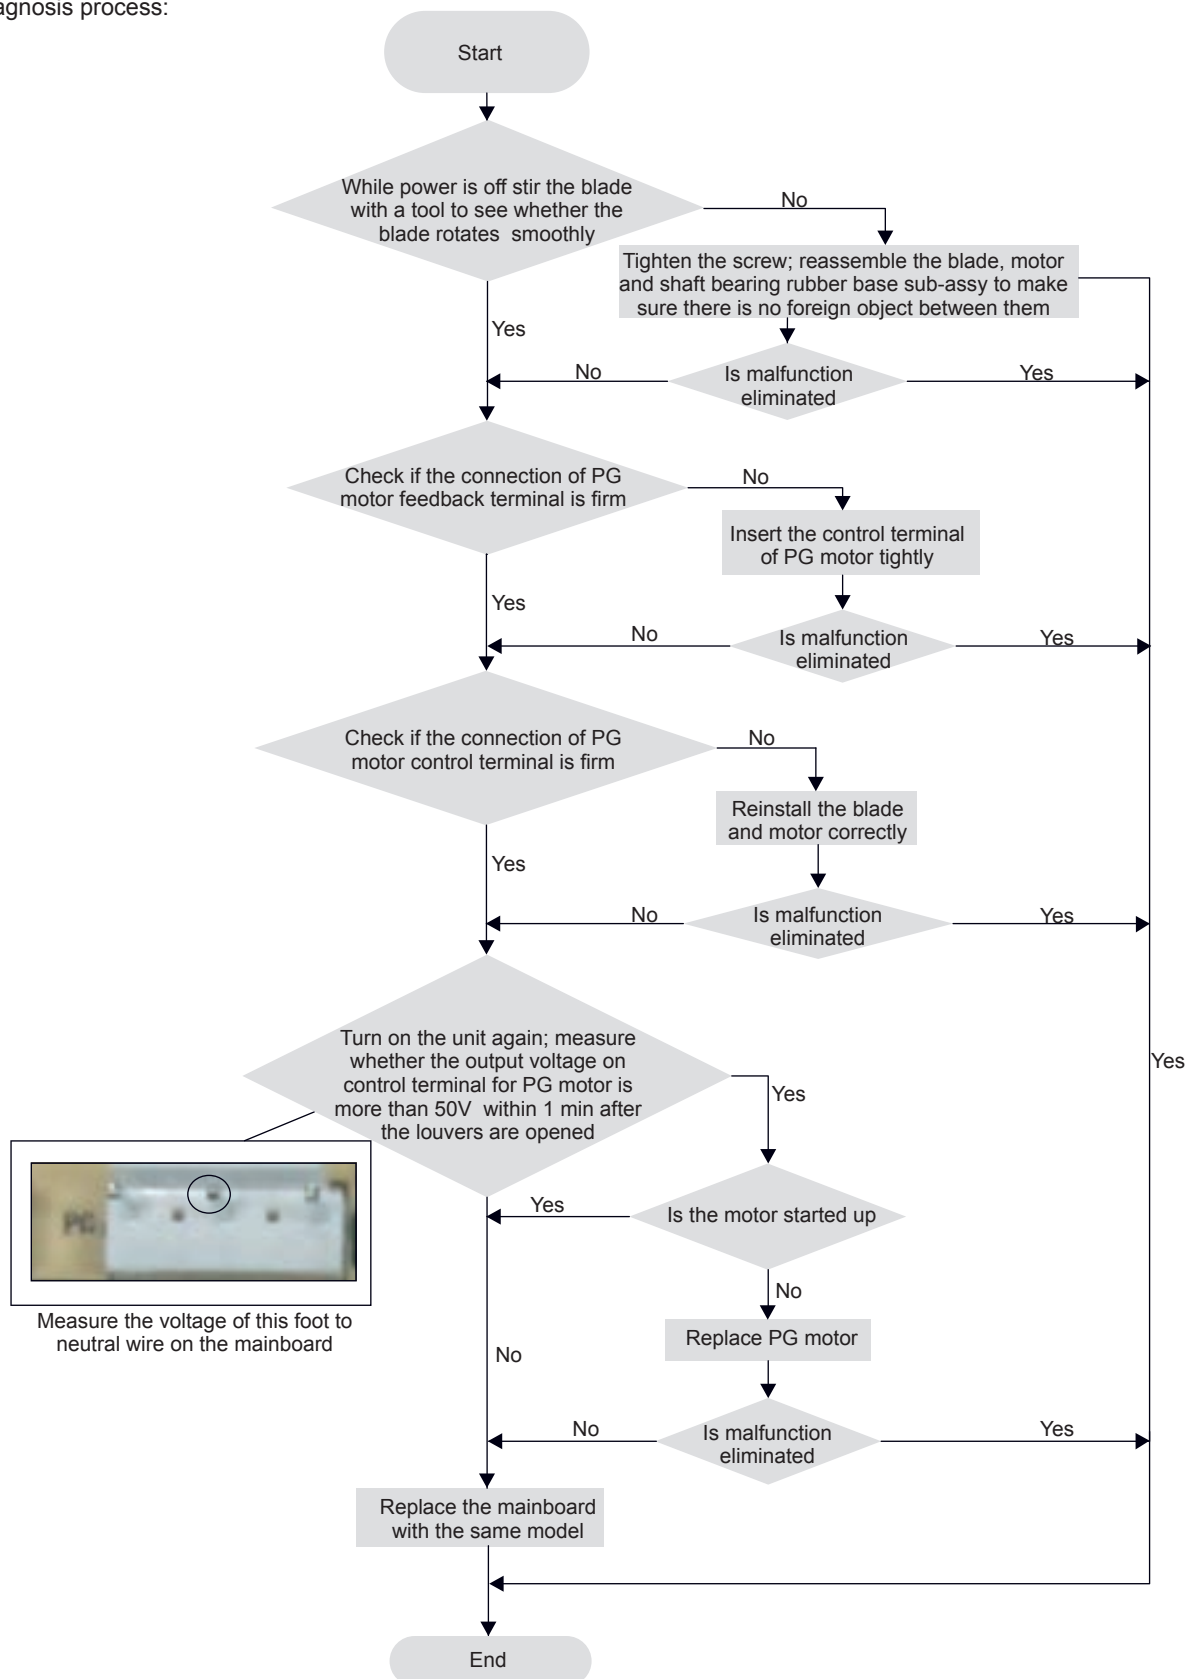 agnosis process:
Start
While power is off stir the blade
with a tool to see whether the
blade rotates smoothly
No
Tighten the screw; reassemble the blade, motor
and shaft bearing rubber base sub-assy to make
sure there is no foreign object between them
Yes
No
Is malfunction
eliminated
Yes
Check if the connection of PG
motor feedback terminal is firm
No
Insert the control terminal
of PG motor tightly
Yes
No
Is malfunction
eliminated
Yes
Check if the connection of PG
motor control terminal is firm
No
Reinstall the blade
and motor correctly
Yes
No
Is malfunction
eliminated
Yes
Turn on the unit again; measure
whether the output voltage on
control terminal for PG motor is
more than 50V within 1 min after
the louvers are opened
Yes
Yes
PG
Measure the voltage of this foot to
neutral wire on the mainboard
Yes
Is the motor started up
No
Replace PG motor
No
No
Is malfunction
eliminated
Yes
Replace the mainboard
with the same model
End